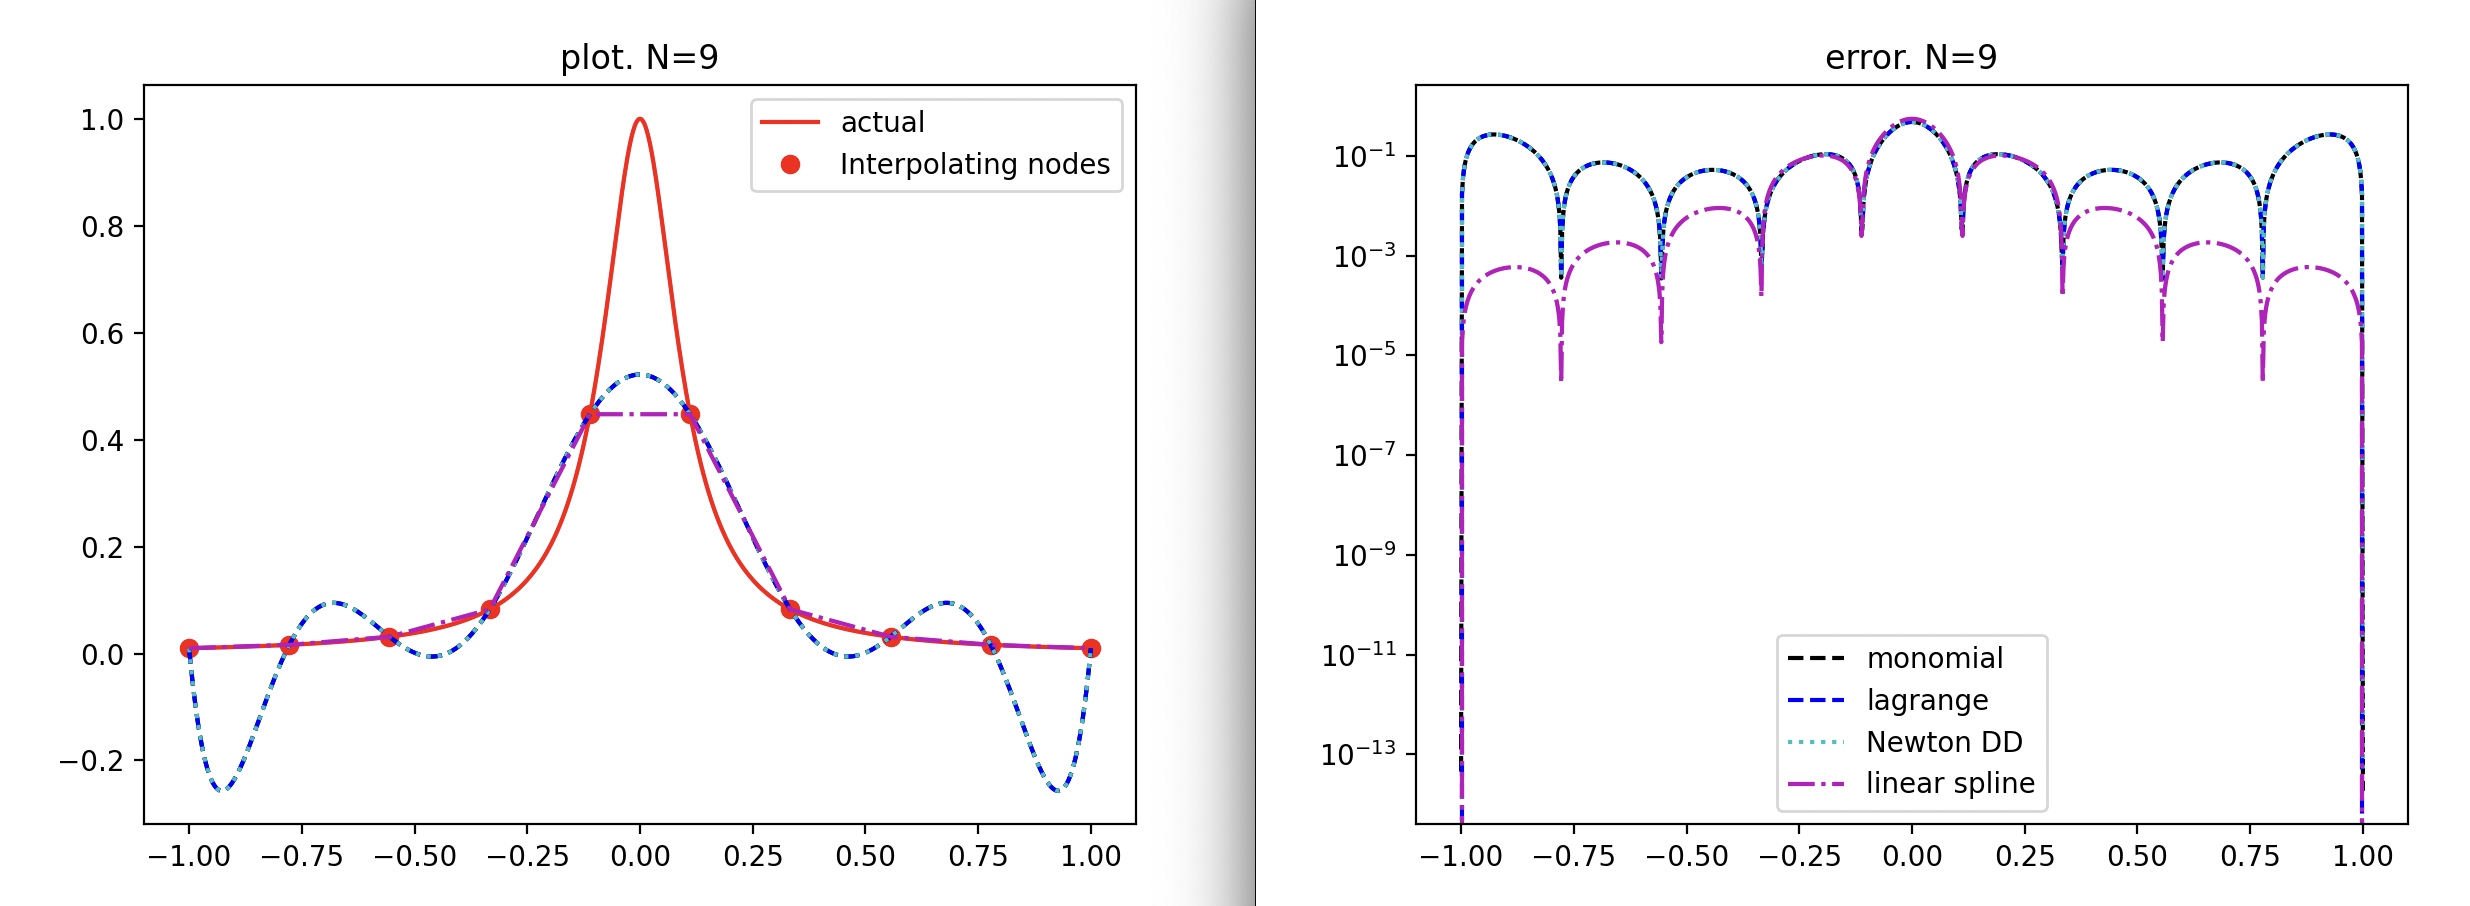 plot. N=9
1.0
0.8
0.6
0.4
0.2
0.0
−0.2
actual
Interpolating nodes
−1.00 −0.75 −0.50 −0.25 0.00 0.25 0.50 0.75 1.00
error. N=9
10⁻¹
10⁻³
10⁻⁵
10⁻⁷
10⁻⁹
10⁻¹¹
10⁻¹³
monomial
lagrange
Newton DD
linear spline
−1.00 −0.75 −0.50 −0.25 0.00 0.25 0.50 0.75 1.00